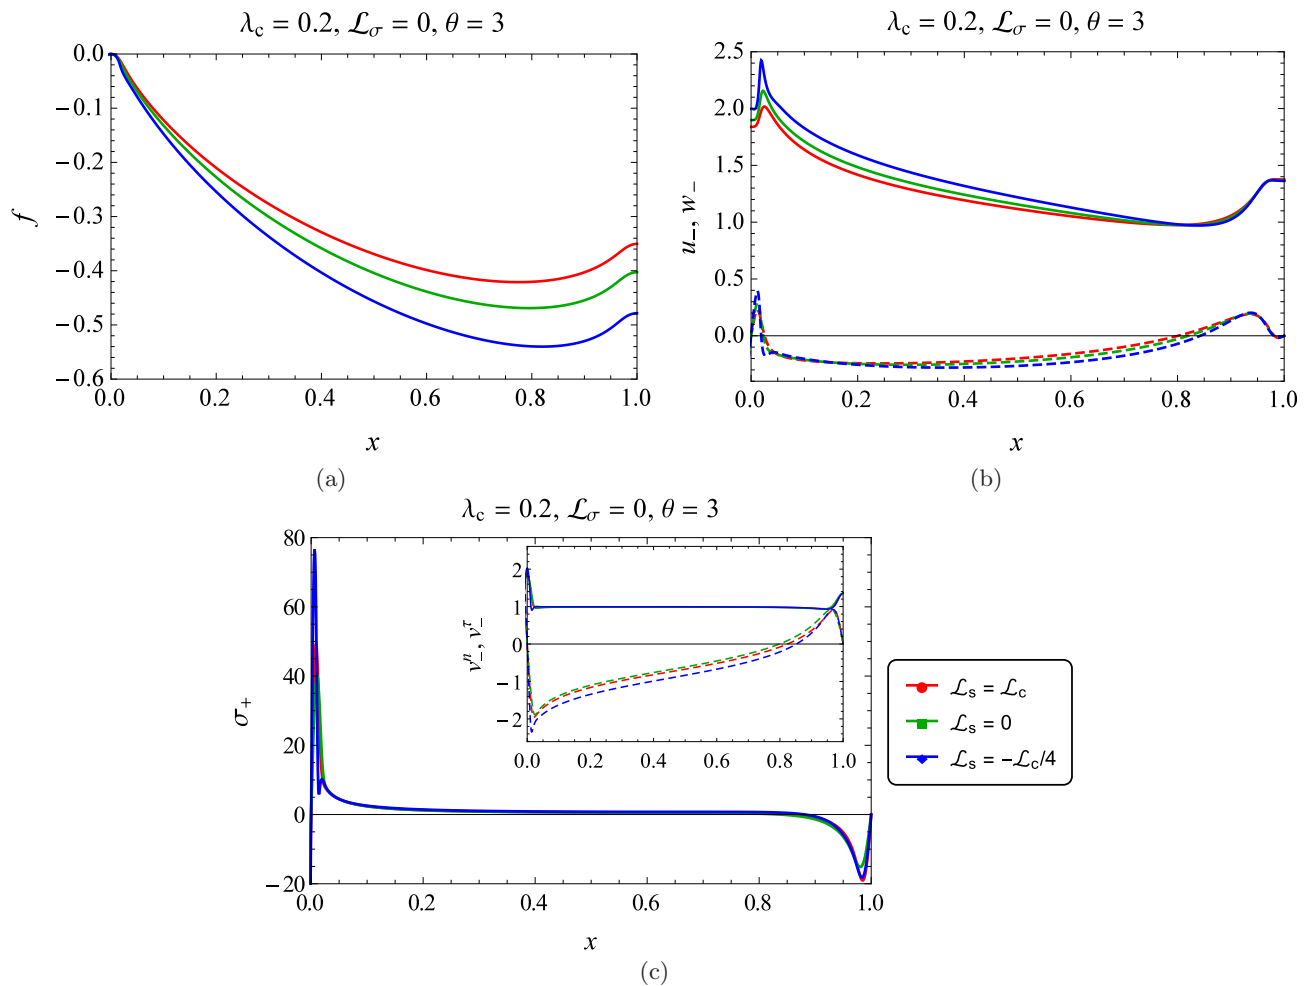 λc = 0.2, ℒσ = 0, θ = 3
0.0
−0.1
−0.2
−0.3
−0.4
−0.5
−0.6
f
0.0 0.2 0.4 0.6 0.8 1.0
x
(a)
λc = 0.2, ℒσ = 0, θ = 3
2.5
2.0
1.5
1.0
0.5
0.0
u−, w−
0.0 0.2 0.4 0.6 0.8 1.0
x
(b)
λc = 0.2, ℒσ = 0, θ = 3
80
60
40
20
0
−20
σ+
0.0 0.2 0.4 0.6 0.8 1.0
x
2
1
0
−1
−2
v−ⁿ, v−^τ
0.0 0.2 0.4 0.6 0.8 1.0
ℒs = ℒc
ℒs = 0
ℒs = −ℒc/4
(c)